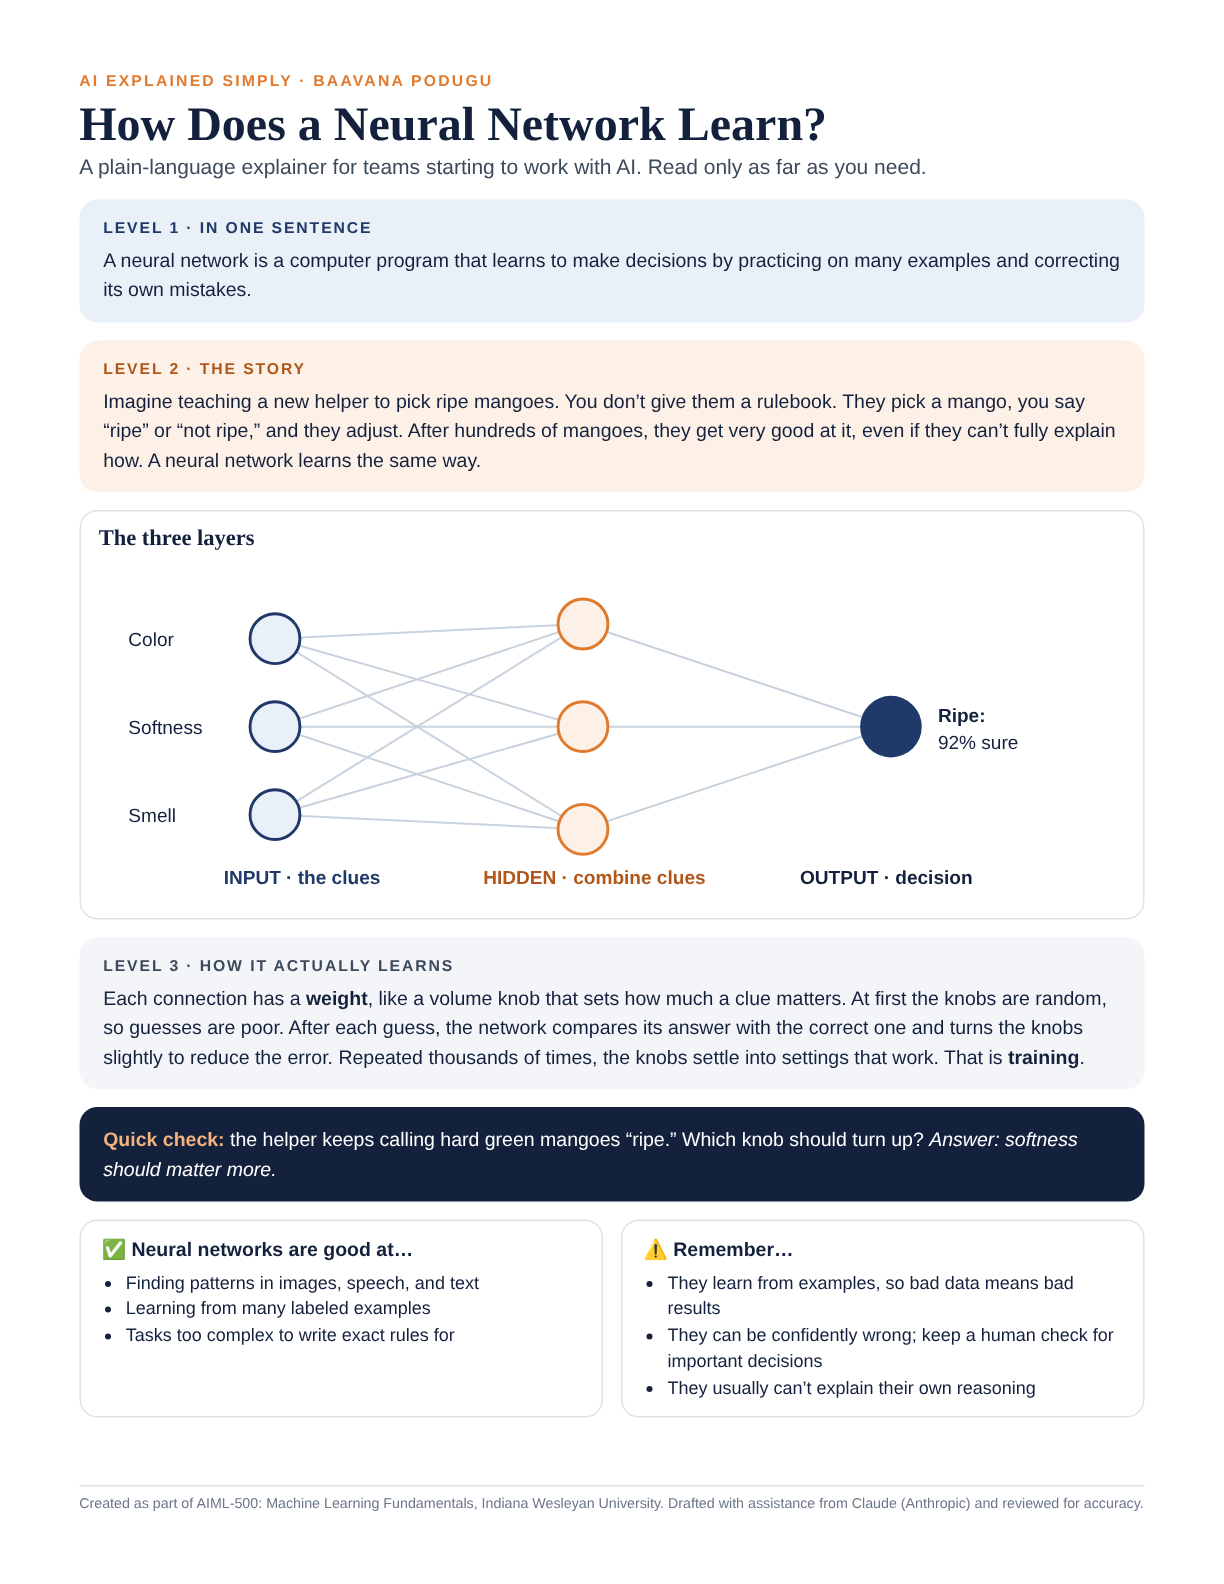 AI EXPLAINED SIMPLY · BAAVANA PODUGU
How Does a Neural Network Learn?
A plain-language explainer for teams starting to work with AI. Read only as far as you need.
LEVEL 1 · IN ONE SENTENCE
A neural network is a computer program that learns to make decisions by practicing on many examples and correcting
its own mistakes.
LEVEL 2 · THE STORY
Imagine teaching a new helper to pick ripe mangoes. You don’t give them a rulebook. They pick a mango, you say
“ripe” or “not ripe,” and they adjust. After hundreds of mangoes, they get very good at it, even if they can’t fully explain
how. A neural network learns the same way.
The three layers
Color
Softness
Smell
Ripe:
92% sure
INPUT · the clues
HIDDEN · combine clues
OUTPUT · decision
LEVEL 3 · HOW IT ACTUALLY LEARNS
Each connection has a weight, like a volume knob that sets how much a clue matters. At first the knobs are random,
so guesses are poor. After each guess, the network compares its answer with the correct one and turns the knobs
slightly to reduce the error. Repeated thousands of times, the knobs settle into settings that work. That is training.
Quick check: the helper keeps calling hard green mangoes “ripe.” Which knob should turn up? Answer: softness
should matter more.
✅ Neural networks are good at…
• Finding patterns in images, speech, and text
• Learning from many labeled examples
• Tasks too complex to write exact rules for
⚠️ Remember…
• They learn from examples, so bad data means bad
results
• They can be confidently wrong; keep a human check for
important decisions
• They usually can’t explain their own reasoning
Created as part of AIML-500: Machine Learning Fundamentals, Indiana Wesleyan University. Drafted with assistance from Claude (Anthropic) and reviewed for accuracy.